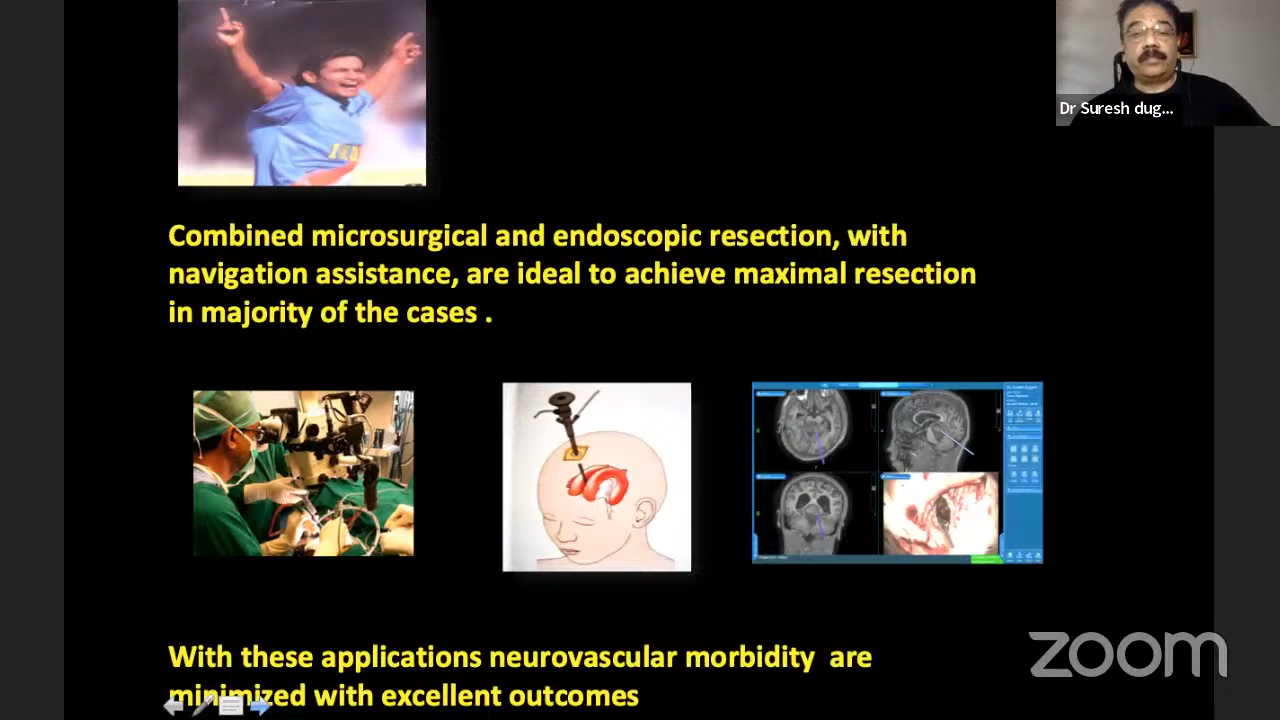 Dr Suresh dug...
Combined microsurgical and endoscopic resection, with
navigation assistance, are ideal to achieve maximal resection
in majority of the cases .
With these applications neurovascular morbidity  are
minimized with excellent outcomes
zoom